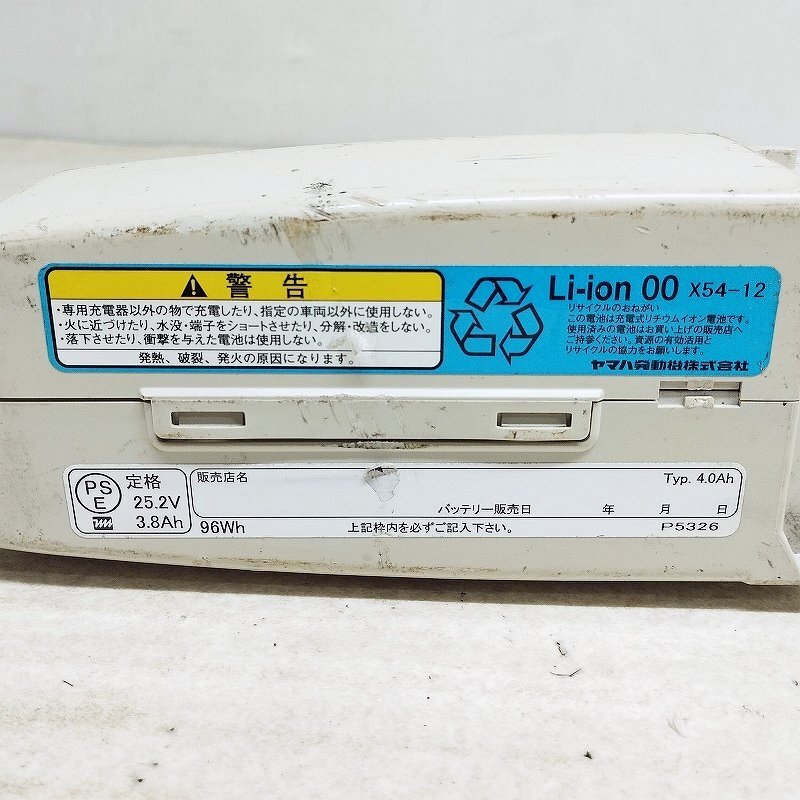 警告
・専用充電器以外の物で充電したり、指定の車両以外に使用しない。
・火に近づけたり、水没・端子をショートさせたり、分解・改造をしない。
・落下させたり、衝撃を与えた電池は使用しない。
発熱、破裂、発火の原因になります。
Li-ion 00 X54-12
リサイクルのおねがい
この電池は充電式リチウムイオン電池です。
使用済みの電池はお買い上げの販売店へ
ご持参ください。資源の有効活用と
リサイクルの協力をお願いします。
ヤマハ発動機株式会社
PS
E
定格
25.2V
3.8Ah
販売店名
Typ. 4.0Ah
バッテリー販売日 年 月 日
96Wh
上記枠内を必ずご記入下さい。
P5326